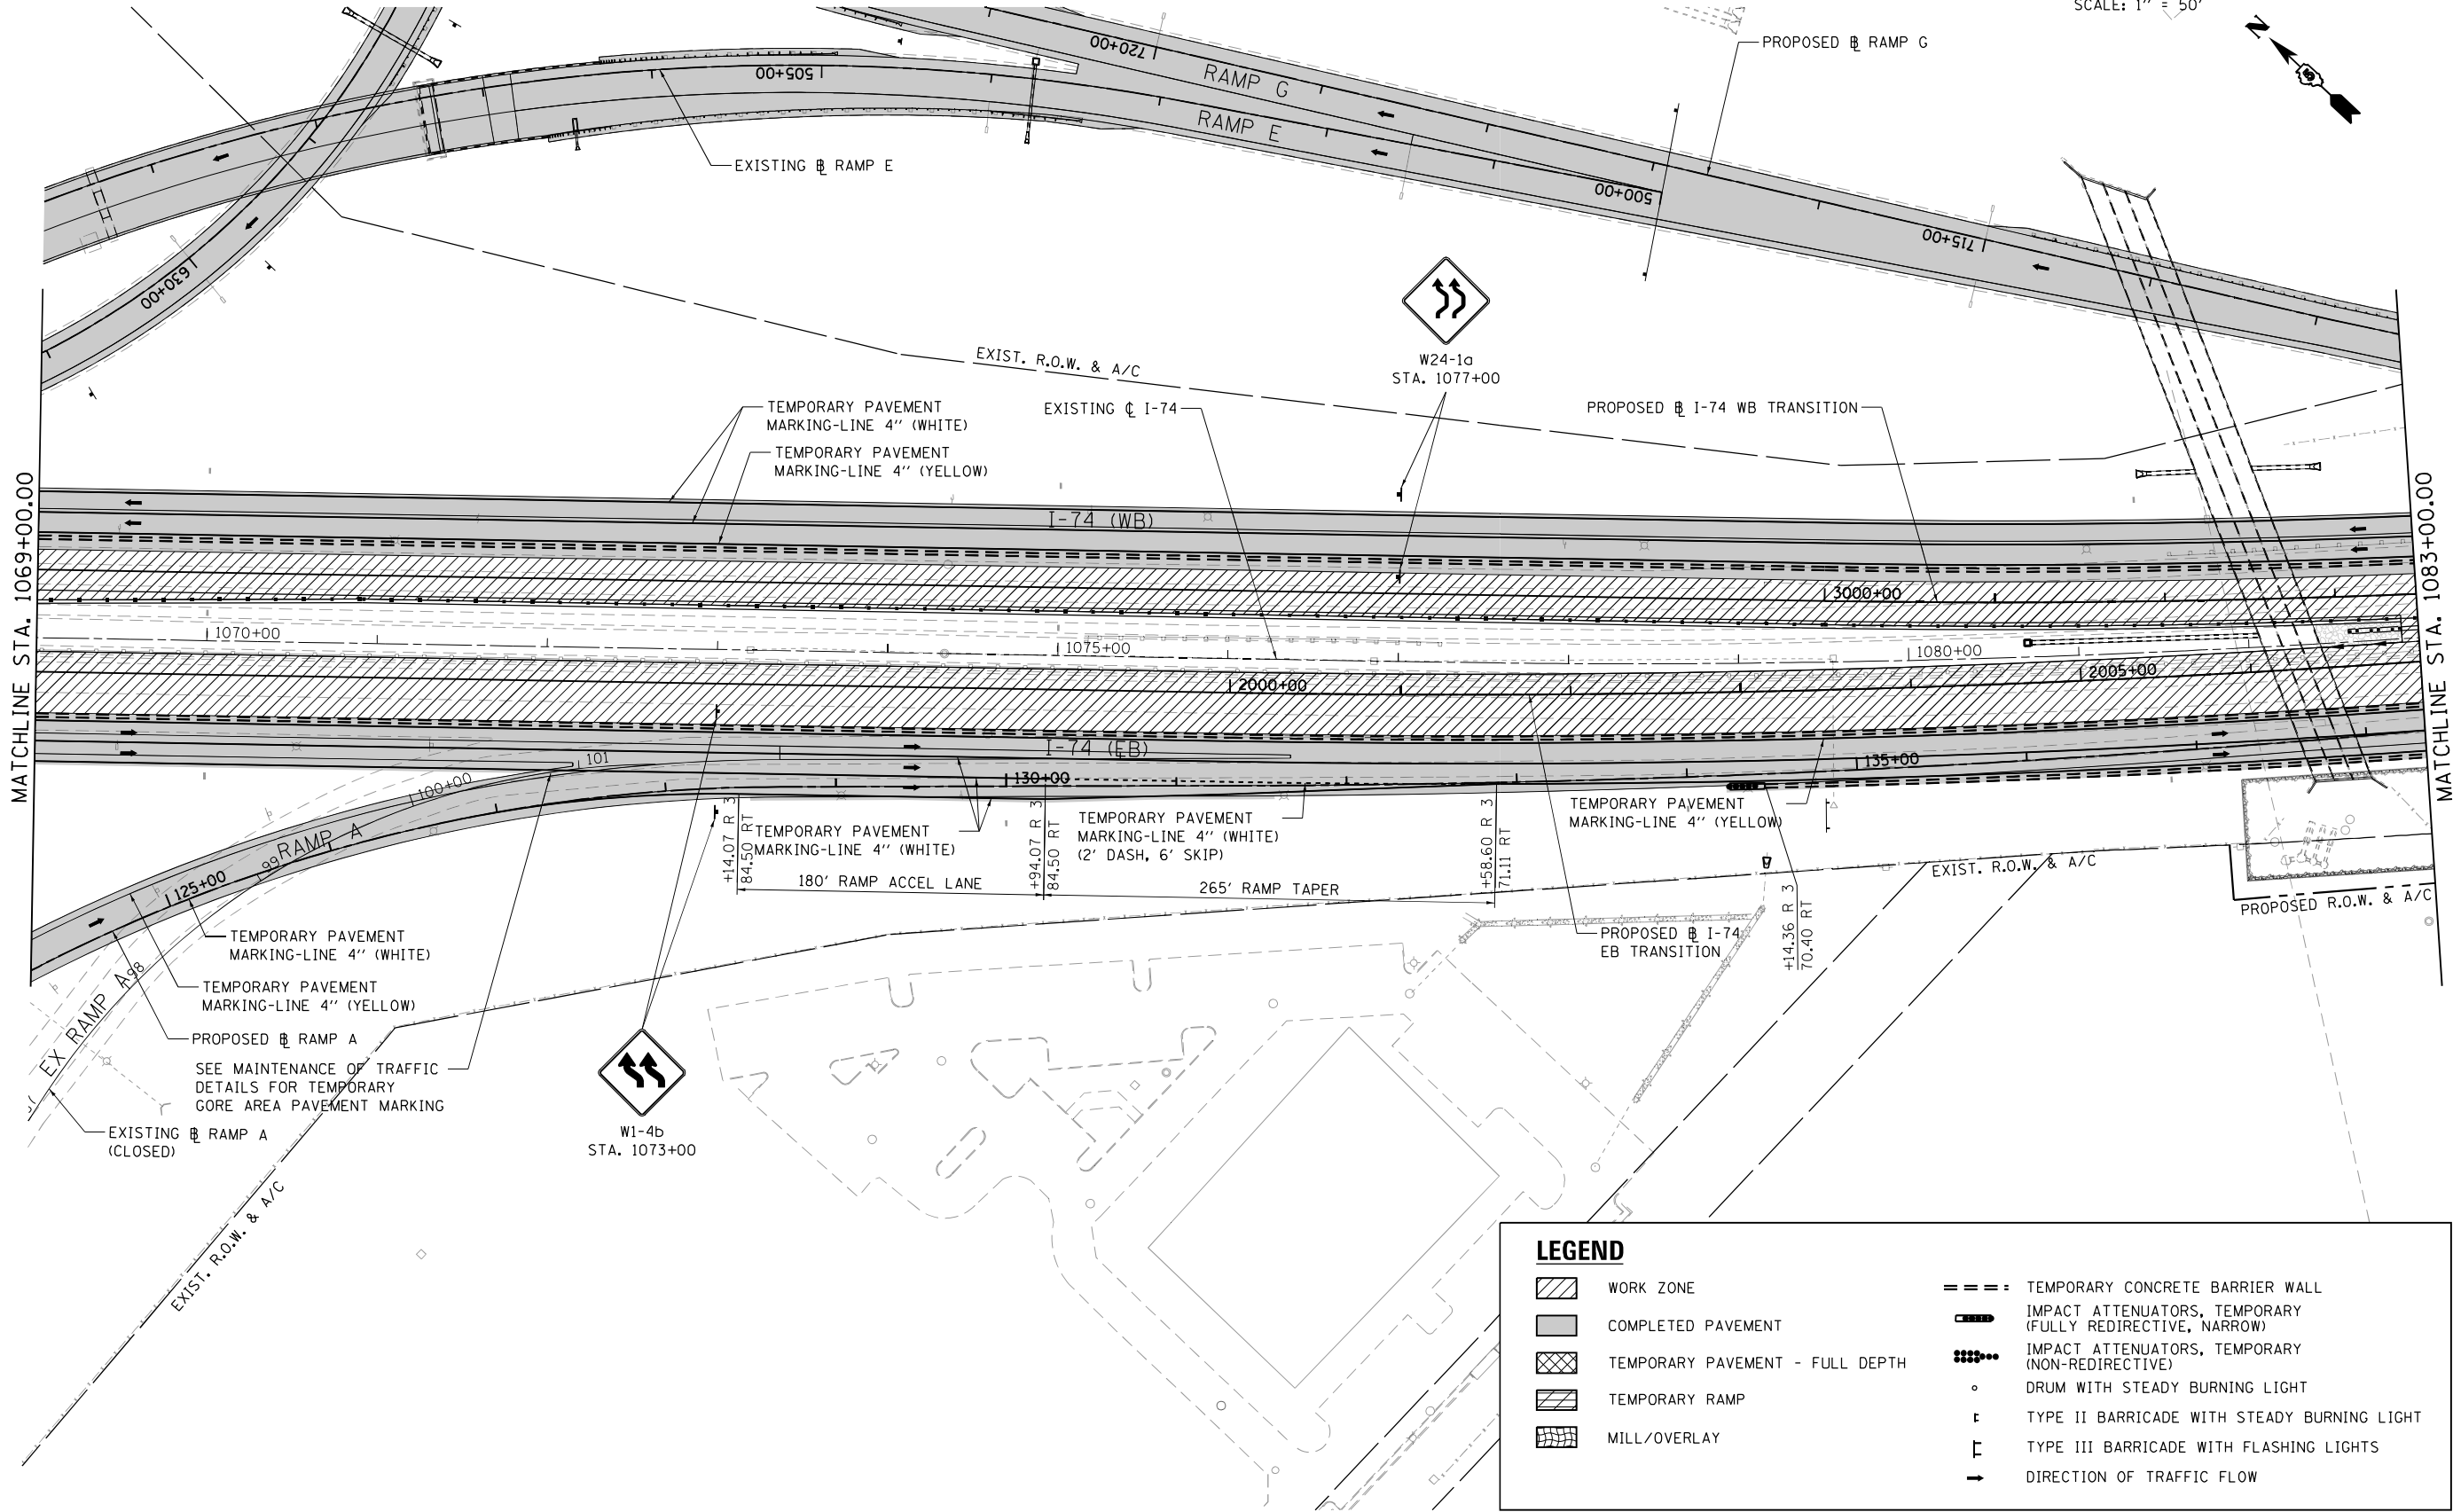 SCALE: 1" = 50'
N
720+00
RAMP G
PROPOSED B RAMP G
505+00
RAMP E
EXISTING B RAMP E
500+00
715+00
630+00
W24-1a
STA. 1077+00
EXIST. R.O.W. & A/C
TEMPORARY PAVEMENT
MARKING-LINE 4" (WHITE)
EXISTING ℄ I-74
PROPOSED B I-74 WB TRANSITION
TEMPORARY PAVEMENT
MARKING-LINE 4" (YELLOW)
MATCHLINE STA. 1069+00.00
MATCHLINE STA. 1083+00.00
I-74 (WB)
3000+00
1070+00
1075+00
1080+00
2000+00
2005+00
I-74 (EB)
101
100+00
130+00
135+00
99
RAMP A
125+00
+14.07 R 3
84.50 RT
TEMPORARY PAVEMENT
MARKING-LINE 4" (WHITE)
+94.07 R 3
84.50 RT
TEMPORARY PAVEMENT
MARKING-LINE 4" (WHITE)
(2' DASH, 6' SKIP)
+58.60 R 3
71.11 RT
TEMPORARY PAVEMENT
MARKING-LINE 4" (YELLOW)
180' RAMP ACCEL LANE
265' RAMP TAPER
EXIST. R.O.W. & A/C
PROPOSED R.O.W. & A/C
+14.36 R 3
70.40 RT
PROPOSED B I-74
EB TRANSITION
TEMPORARY PAVEMENT
MARKING-LINE 4" (WHITE)
98
TEMPORARY PAVEMENT
MARKING-LINE 4" (YELLOW)
EX RAMP A
PROPOSED B RAMP A
SEE MAINTENANCE OF TRAFFIC
DETAILS FOR TEMPORARY
GORE AREA PAVEMENT MARKING
EXISTING B RAMP A
(CLOSED)
W1-4b
STA. 1073+00
EXIST. R.O.W. & A/C
LEGEND
WORK ZONE
COMPLETED PAVEMENT
TEMPORARY PAVEMENT - FULL DEPTH
TEMPORARY RAMP
MILL/OVERLAY
TEMPORARY CONCRETE BARRIER WALL
IMPACT ATTENUATORS, TEMPORARY
(FULLY REDIRECTIVE, NARROW)
IMPACT ATTENUATORS, TEMPORARY
(NON-REDIRECTIVE)
DRUM WITH STEADY BURNING LIGHT
TYPE II BARRICADE WITH STEADY BURNING LIGHT
TYPE III BARRICADE WITH FLASHING LIGHTS
DIRECTION OF TRAFFIC FLOW